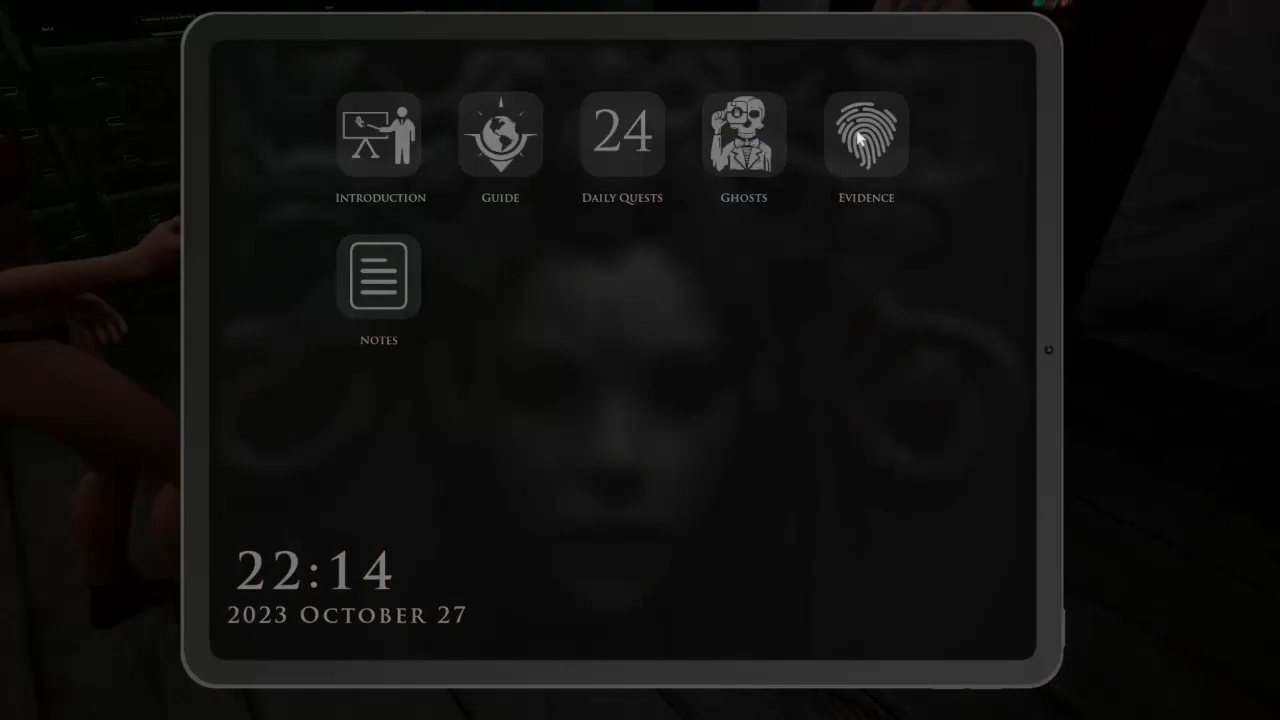 24
INTRODUCTION
GUIDE
DAILY QUESTS
GHOSTS
EVIDENCE
NOTES
22:14
2023 OCTOBER 27